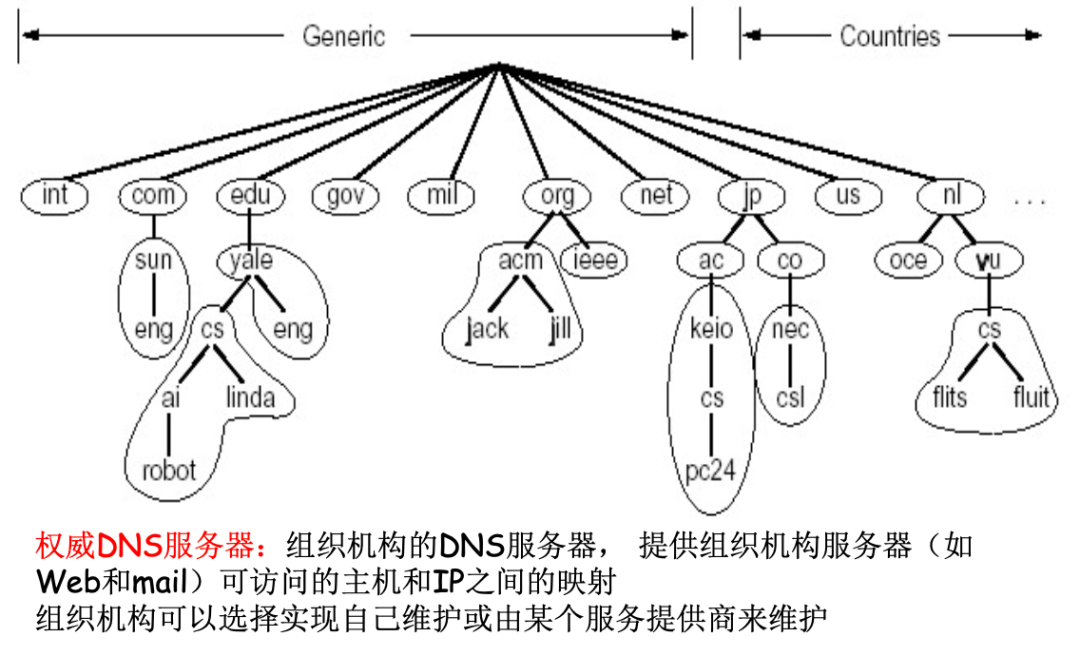 Generic Countries
int com edu gov mil org net jp us nl ...
sun yale acm ieee ac co oce vu
eng cs eng jack jill keio nec cs
ai linda cs csl flits fluit
robot pc24
权威DNS服务器：组织机构的DNS服务器， 提供组织机构服务器（如
Web和mail）可访问的主机和IP之间的映射
组织机构可以选择实现自己维护或由某个服务提供商来维护